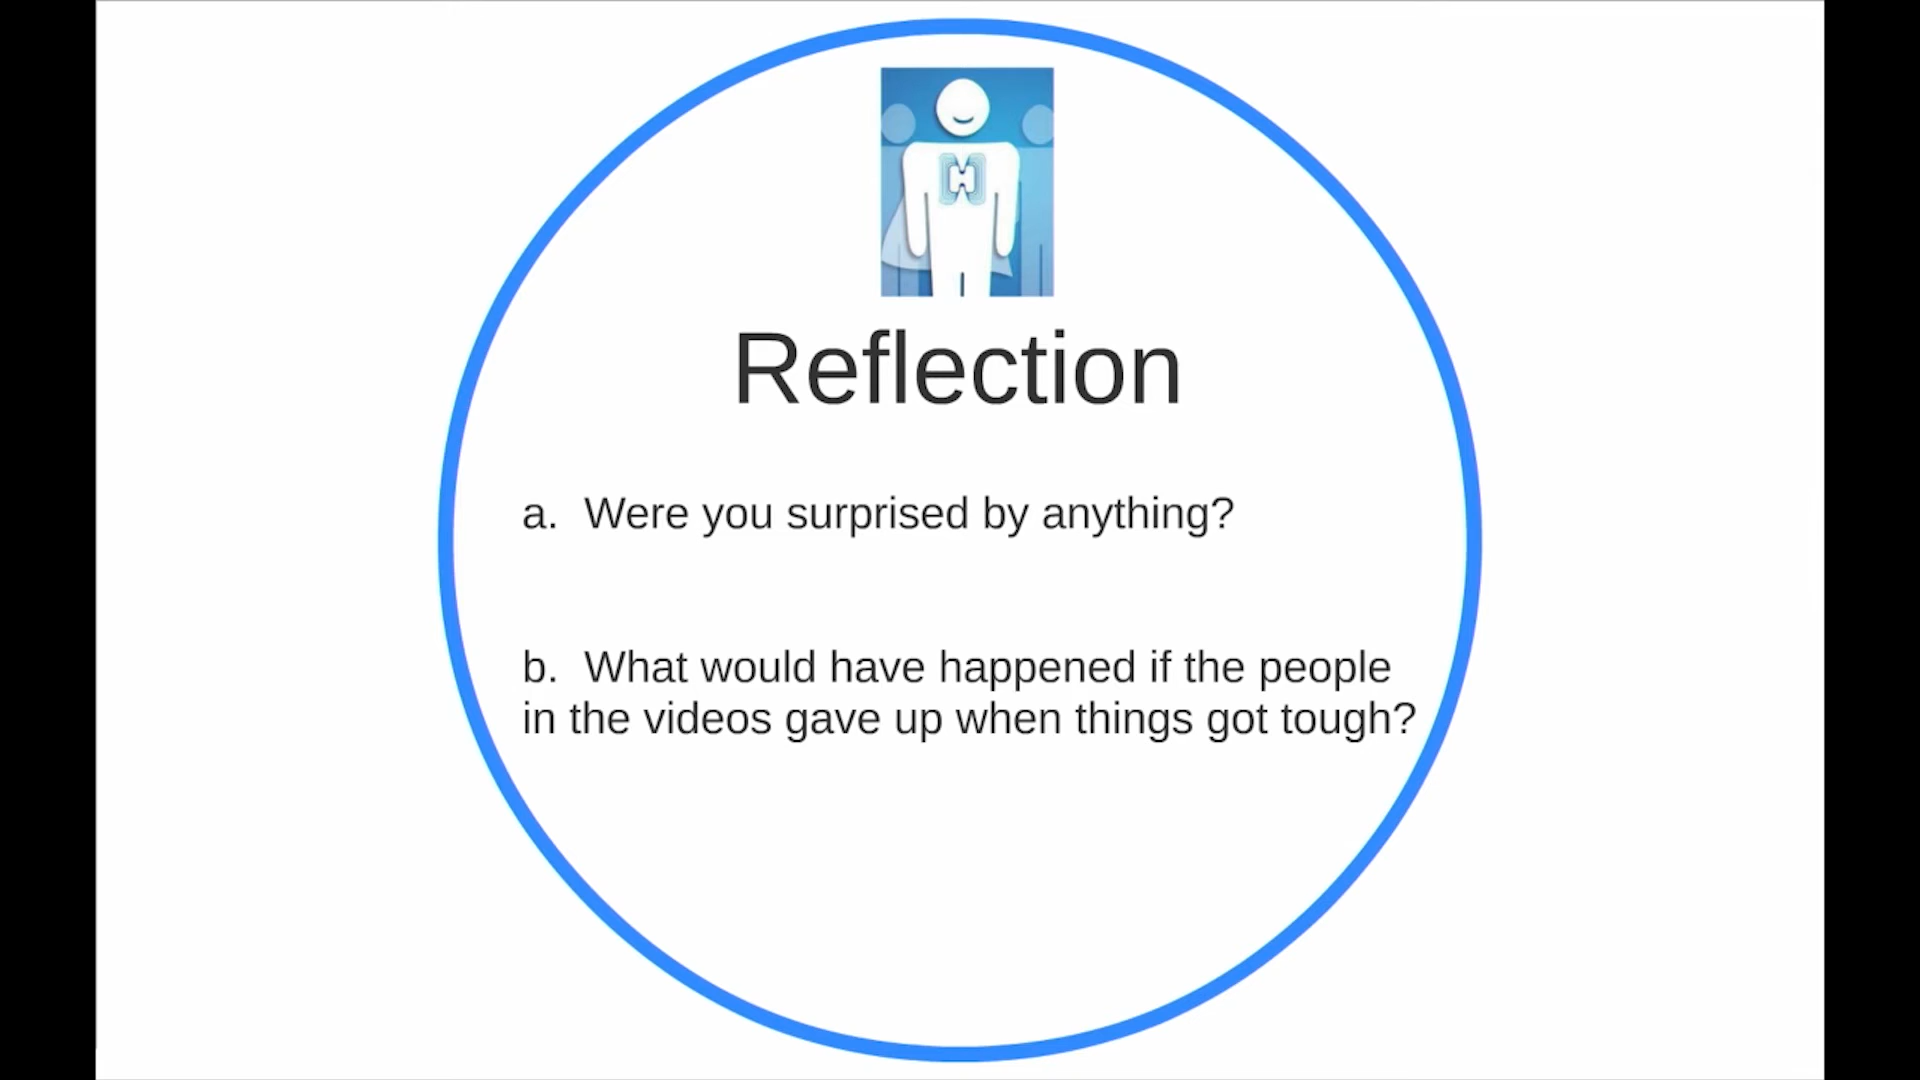 H
Reflection
a. Were you surprised by anything?
b. What would have happened if the people
in the videos gave up when things got tough?